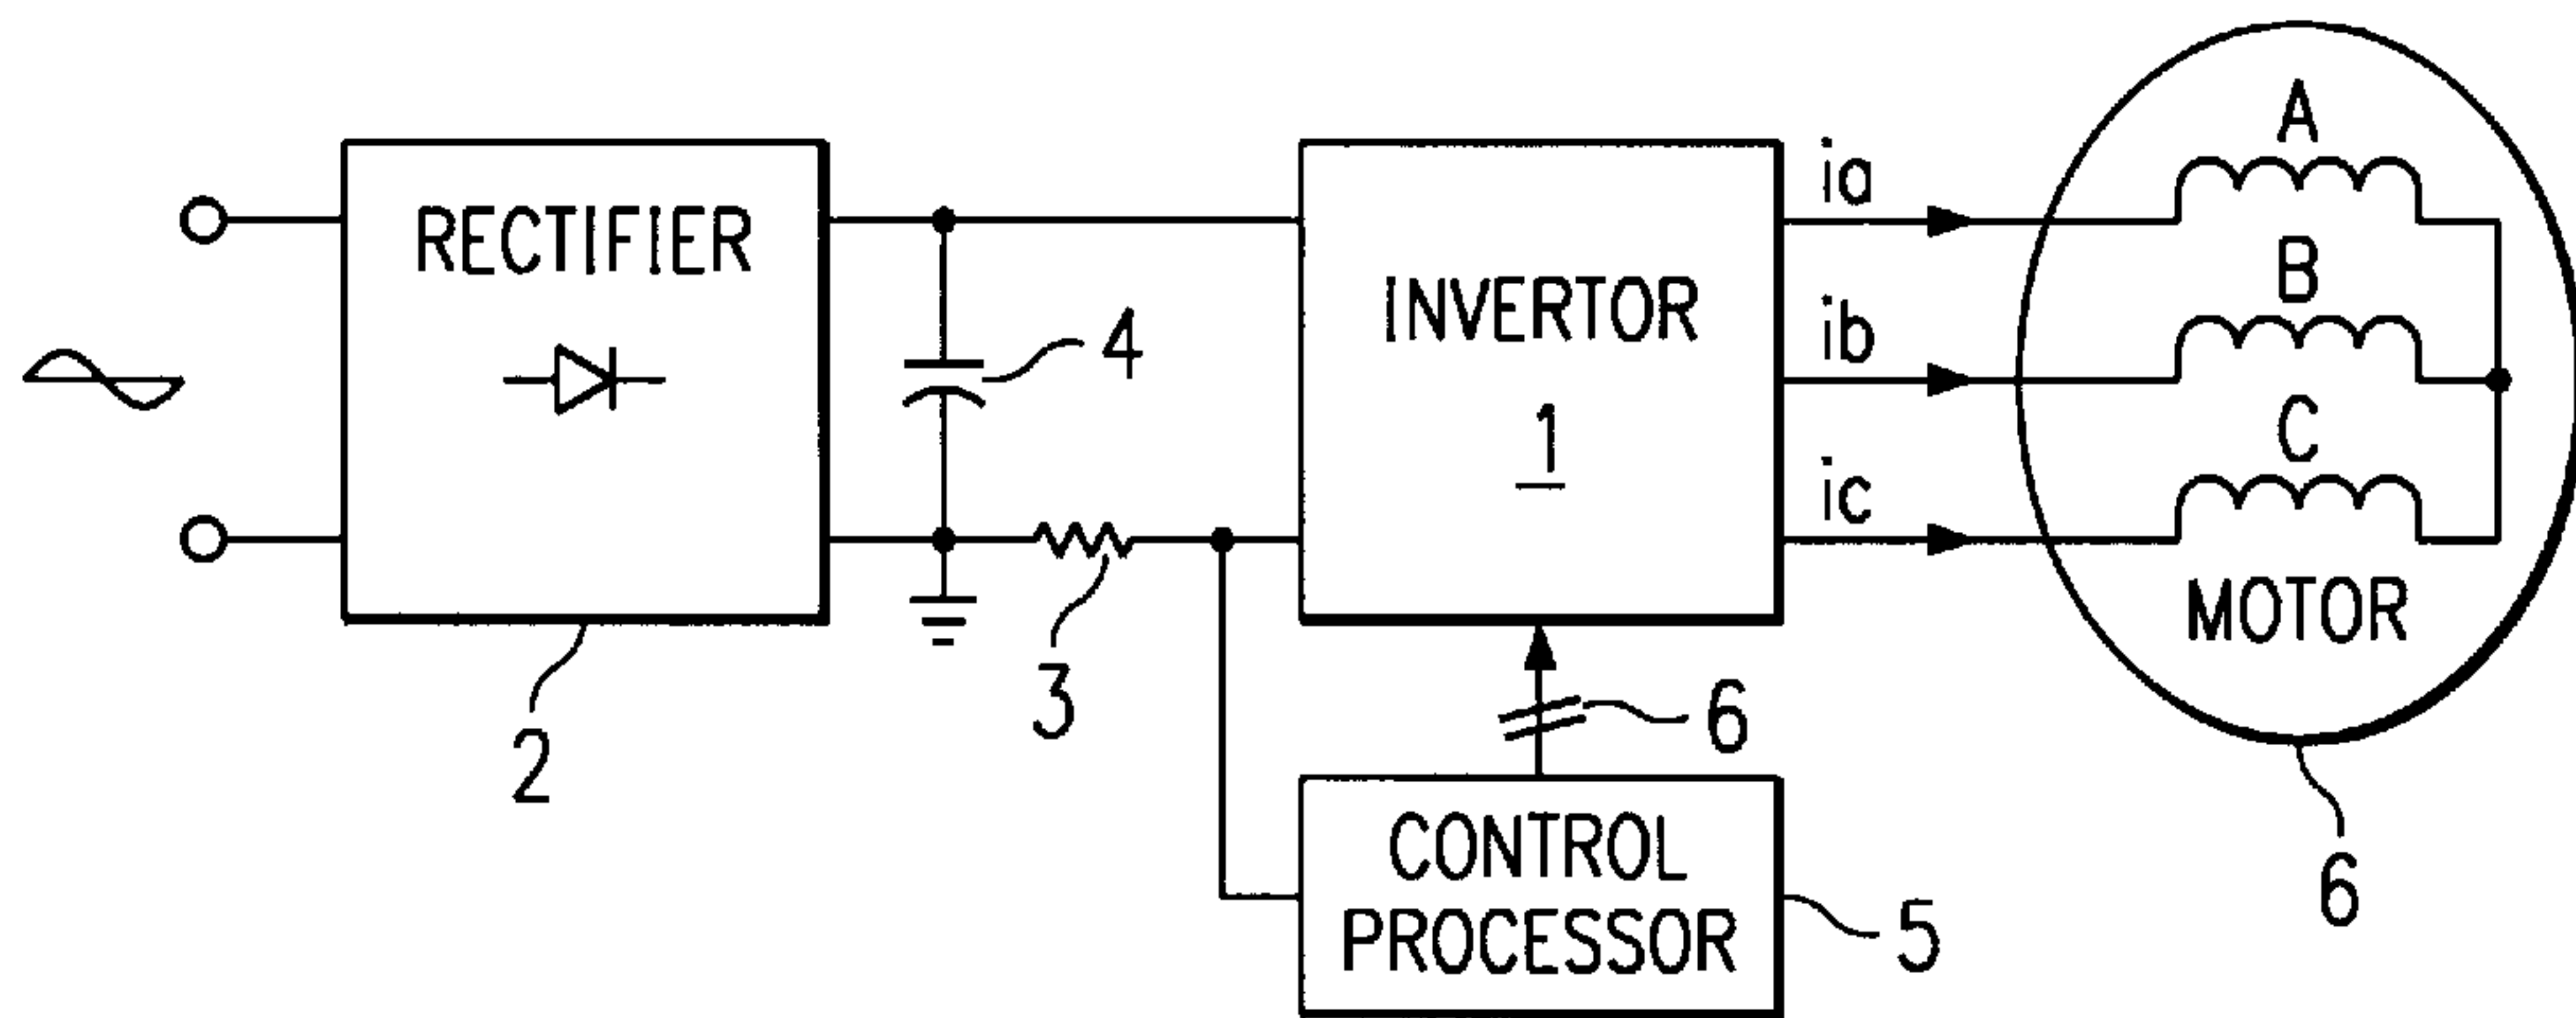 RECTIFIER
2
4
3
INVERTOR
1
ia
ib
ic
A
B
C
MOTOR
6
6
CONTROL
PROCESSOR
5